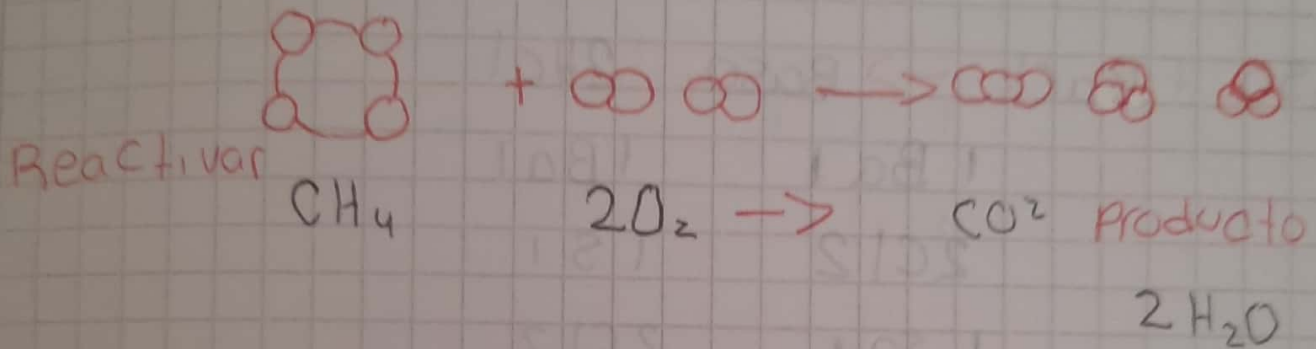 + →
Reactivar
CH₄ 2O₂ → CO² Producto
2H₂O